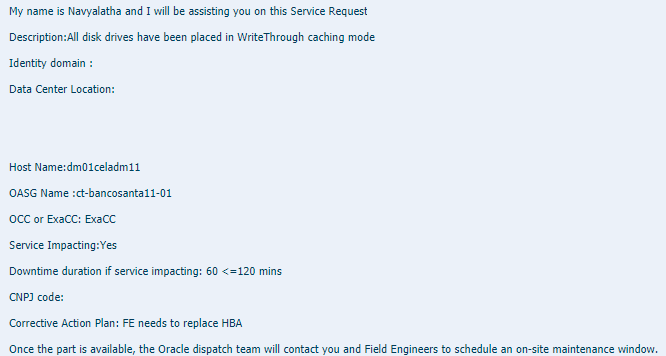 My name is Navyalatha and I will be assisting you on this Service Request
Description:All disk drives have been placed in WriteThrough caching mode
Identity domain :
Data Center Location:
Host Name:dm01celadm11
OASG Name :ct-bancosanta11-01
OCC or ExaCC: ExaCC
Service Impacting:Yes
Downtime duration if service impacting: 60 <=120 mins
CNPJ code:
Corrective Action Plan: FE needs to replace HBA
Once the part is available, the Oracle dispatch team will contact you and Field Engineers to schedule an on-site maintenance window.